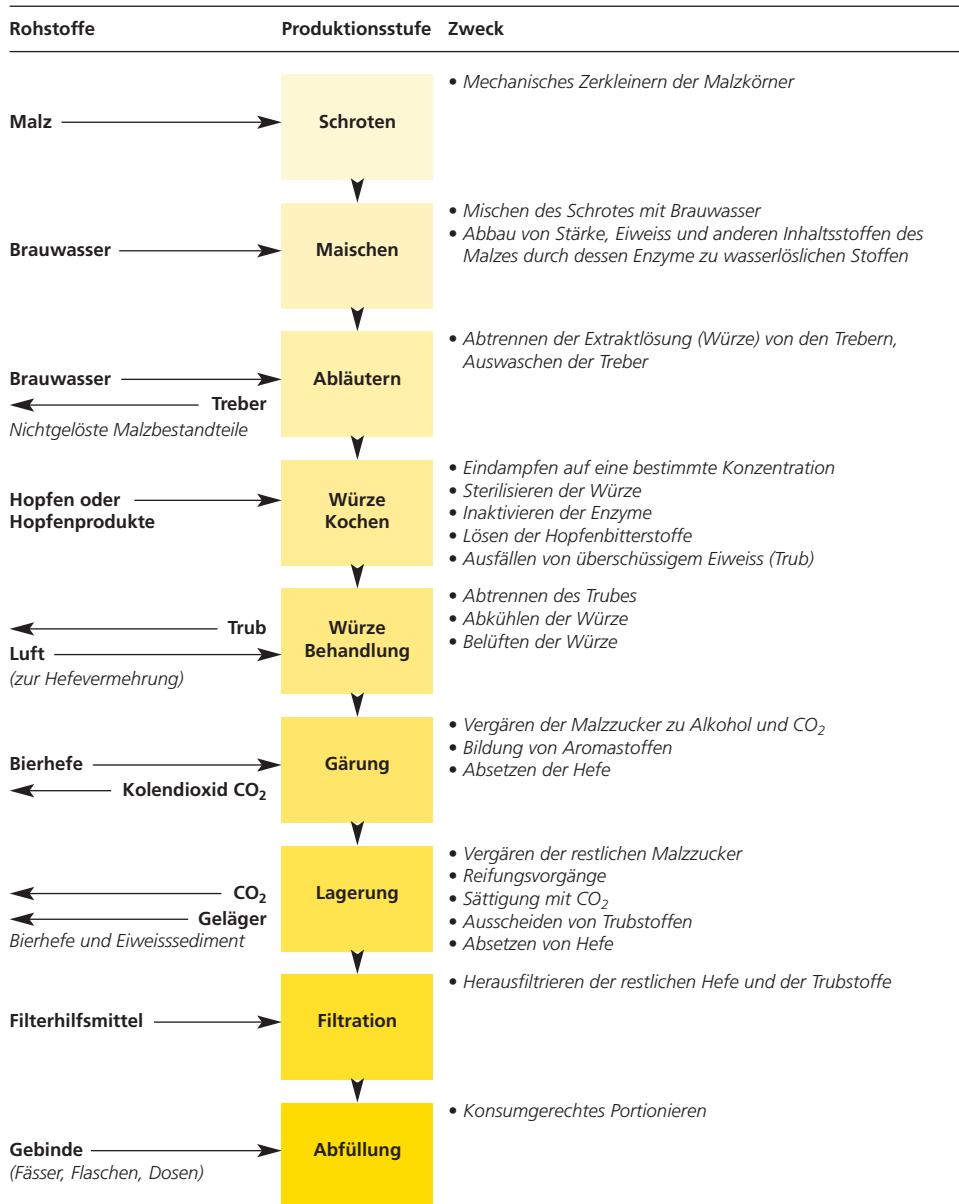 Rohstoffe Produktionsstufe Zweck
• Mechanisches Zerkleinern der Malzkörner
Malz Schroten
• Mischen des Schrotes mit Brauwasser
• Abbau von Stärke, Eiweiss und anderen Inhaltsstoffen des
Malzes durch dessen Enzyme zu wasserlöslichen Stoffen
Brauwasser Maischen
• Abtrennen der Extraktlösung (Würze) von den Trebern,
Auswaschen der Treber
Brauwasser Abläutern
Treber
Nichtgelöste Malzbestandteile
Hopfen oder
Hopfenprodukte
Würze
Kochen
• Eindampfen auf eine bestimmte Konzentration
• Sterilisieren der Würze
• Inaktivieren der Enzyme
• Lösen der Hopfenbitterstoffe
• Ausfällen von überschüssigem Eiweiss (Trub)
Trub
Luft
(zur Hefevermehrung)
Würze
Behandlung
• Abtrennen des Trubes
• Abkühlen der Würze
• Belüften der Würze
Bierhefe Gärung
Kolendioxid CO₂
• Vergären der Malzzucker zu Alkohol und CO₂
• Bildung von Aromastoffen
• Absetzen der Hefe
CO₂ Lagerung
Geläger
Bierhefe und Eiweisssediment
• Vergären der restlichen Malzzucker
• Reifungsvorgänge
• Sättigung mit CO₂
• Ausscheiden von Trubstoffen
• Absetzen von Hefe
• Herausfiltrieren der restlichen Hefe und der Trubstoffe
Filterhilfsmittel Filtration
• Konsumgerechtes Portionieren
Gebinde Abfüllung
(Fässer, Flaschen, Dosen)